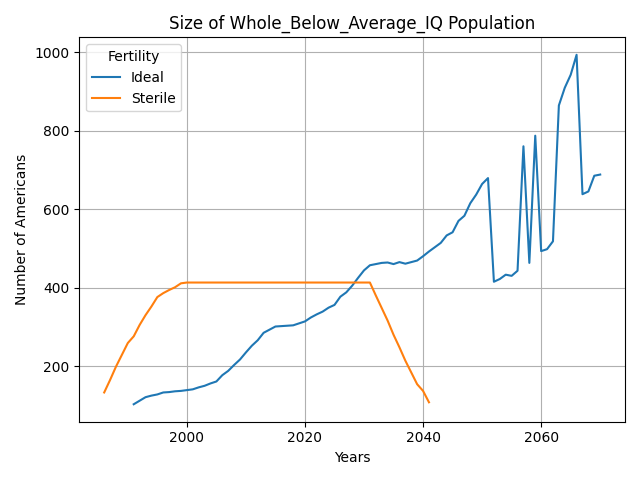 Size of Whole_Below_Average_IQ Population
Number of Americans
1000
800
600
400
200
Fertility
Ideal
Sterile
2000
2020
2040
2060
Years